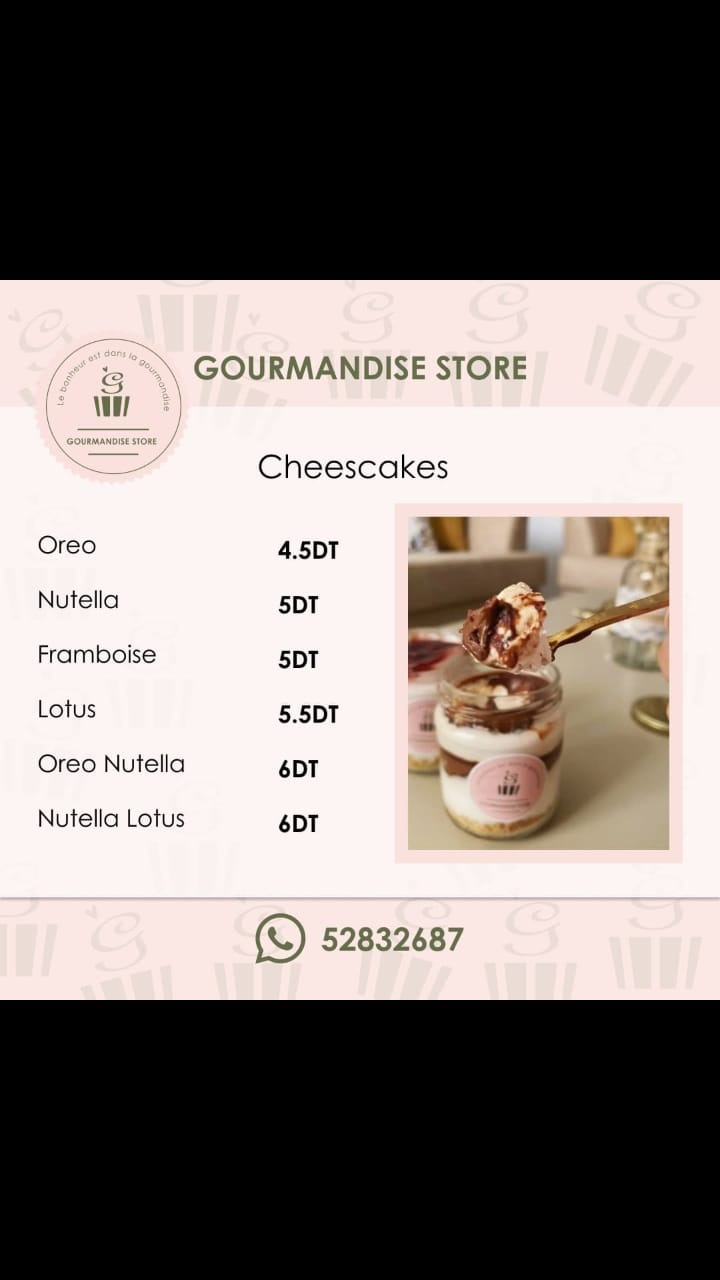 Le bonheur est dans la gourmandise
GOURMANDISE STORE
GOURMANDISE STORE
Cheescakes
Oreo 4.5DT
Nutella 5DT
Framboise 5DT
Lotus 5.5DT
Oreo Nutella 6DT
Nutella Lotus 6DT
52832687